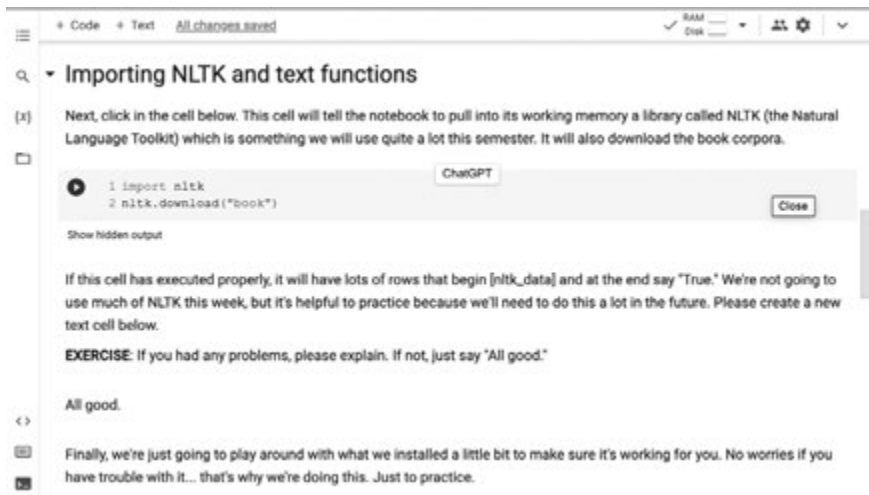 + Code + Text All changes saved
RAM
Disk
Importing NLTK and text functions
{x}
Next, click in the cell below. This cell will tell the notebook to pull into its working memory a library called NLTK (the Natural
Language Toolkit) which is something we will use quite a lot this semester. It will also download the book corpora.
ChatGPT
1 import nltk
2 nltk.download("book")
Close
Show hidden output
If this cell has executed properly, it will have lots of rows that begin [nltk_data] and at the end say "True." We're not going to
use much of NLTK this week, but it's helpful to practice because we'll need to do this a lot in the future. Please create a new
text cell below.
EXERCISE: If you had any problems, please explain. If not, just say "All good."
All good.
Finally, we're just going to play around with what we installed a little bit to make sure it's working for you. No worries if you
have trouble with it... that's why we're doing this. Just to practice.